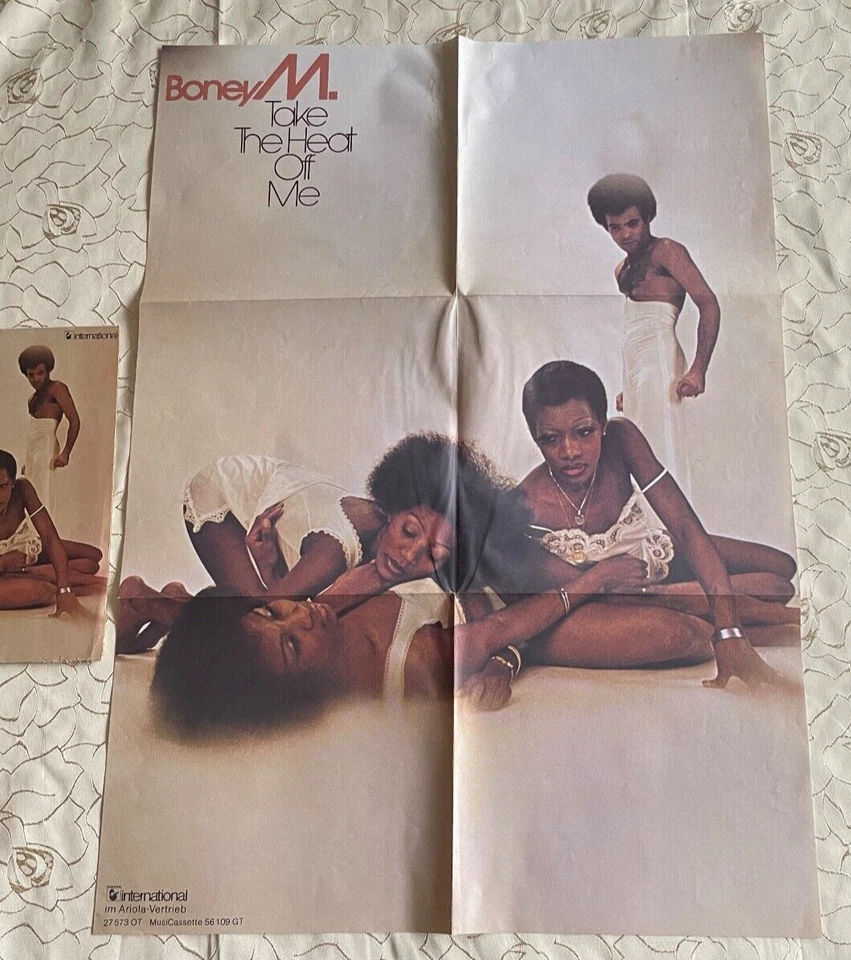 Boney M.
Take
The Heat
Off
Me
international
international
im Ariola-Vertrieb
27 573 OT MusiCassette 56 109 GT